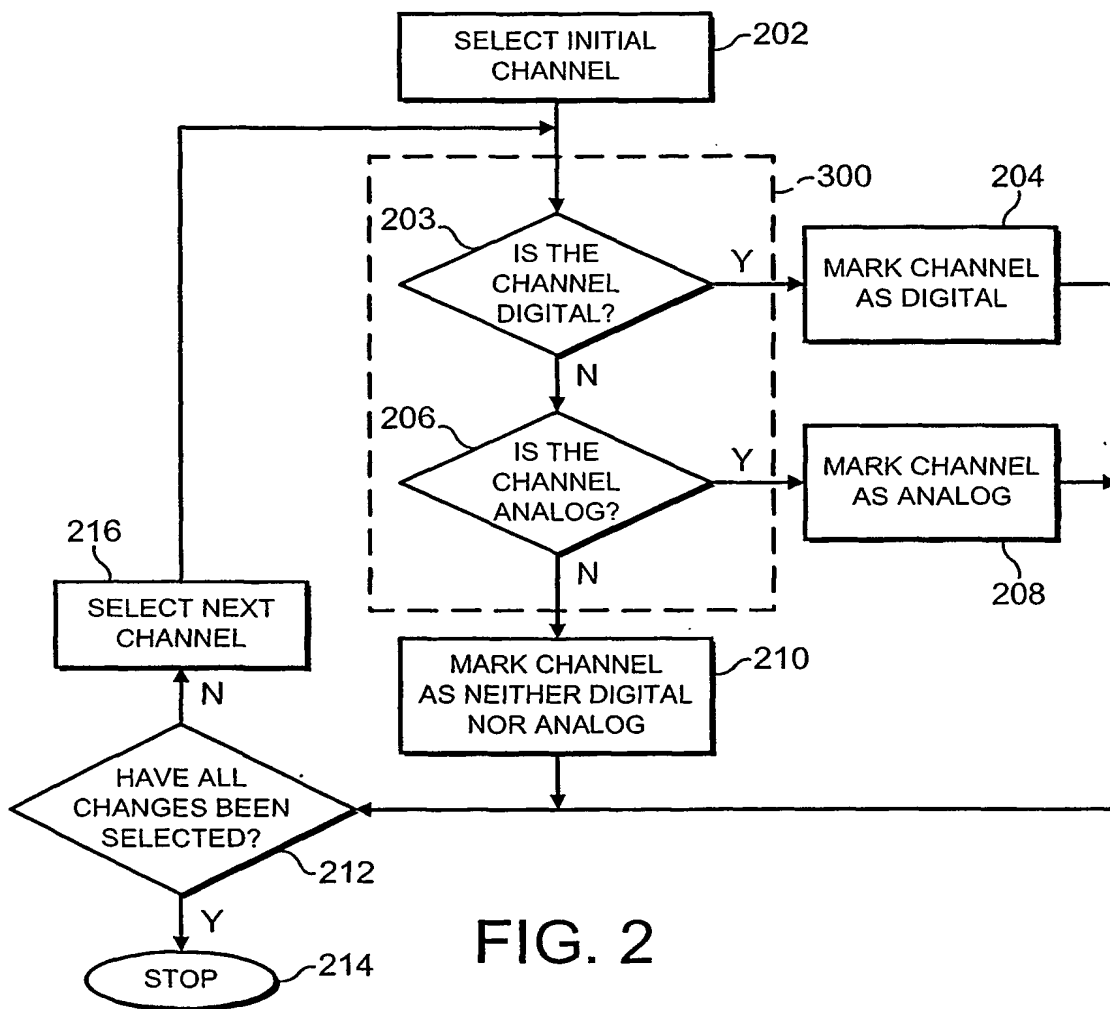 SELECT INITIAL
CHANNEL
202
300
203
IS THE
CHANNEL
DIGITAL?
Y
204
MARK CHANNEL
AS DIGITAL
N
206
IS THE
CHANNEL
ANALOG?
Y
MARK CHANNEL
AS ANALOG
208
N
216
SELECT NEXT
CHANNEL
210
MARK CHANNEL
AS NEITHER DIGITAL
NOR ANALOG
N
HAVE ALL
CHANGES BEEN
SELECTED?
212
Y
STOP
214
FIG. 2